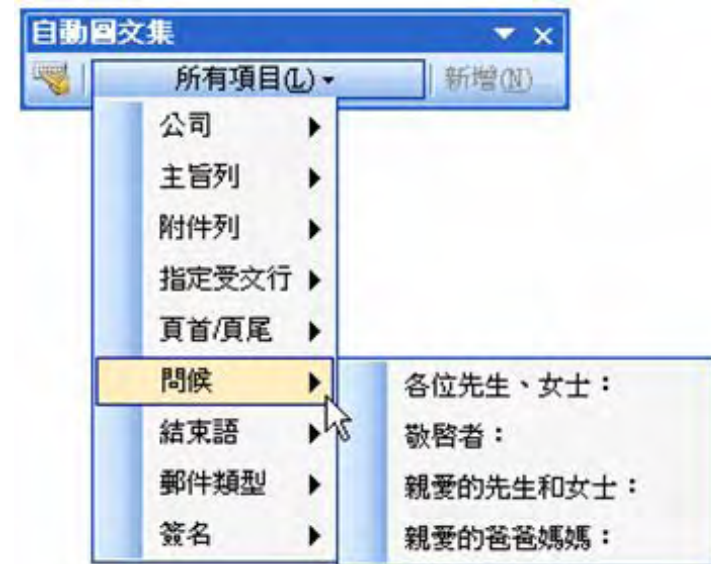 自動圖文集
所有項目(L)
新增(N)
公司
主旨列
附件列
指定受文行
頁首/頁尾
問候
結束語
郵件類型
簽名
各位先生、女士：
敬啓者：
親愛的先生和女士：
親愛的爸爸媽媽：